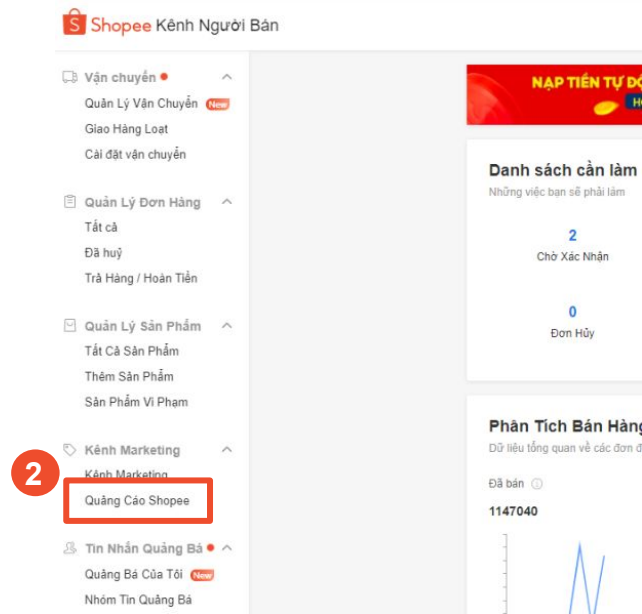 Shopee Kênh Người Bán
Vận chuyển
Quản Lý Vận Chuyển New
Giao Hàng Loạt
Cài đặt vận chuyển
Quản Lý Đơn Hàng
Tất cả
Đã huỷ
Trả Hàng / Hoàn Tiền
Quản Lý Sản Phẩm
Tất Cả Sản Phẩm
Thêm Sản Phẩm
Sản Phẩm Vi Phạm
Kênh Marketing
2
Kênh Marketing
Quảng Cáo Shopee
Tin Nhắn Quảng Bá
Quảng Bá Của Tôi New
Nhóm Tin Quảng Bá
NẠP TIỀN TỰ ĐỘ
Danh sách cần làm
Những việc bạn sẽ phải làm
2
Chờ Xác Nhận
0
Đơn Hủy
Phân Tích Bán Hàng
Dữ liệu tổng quan về các đơn đ
Đã bán
1147040